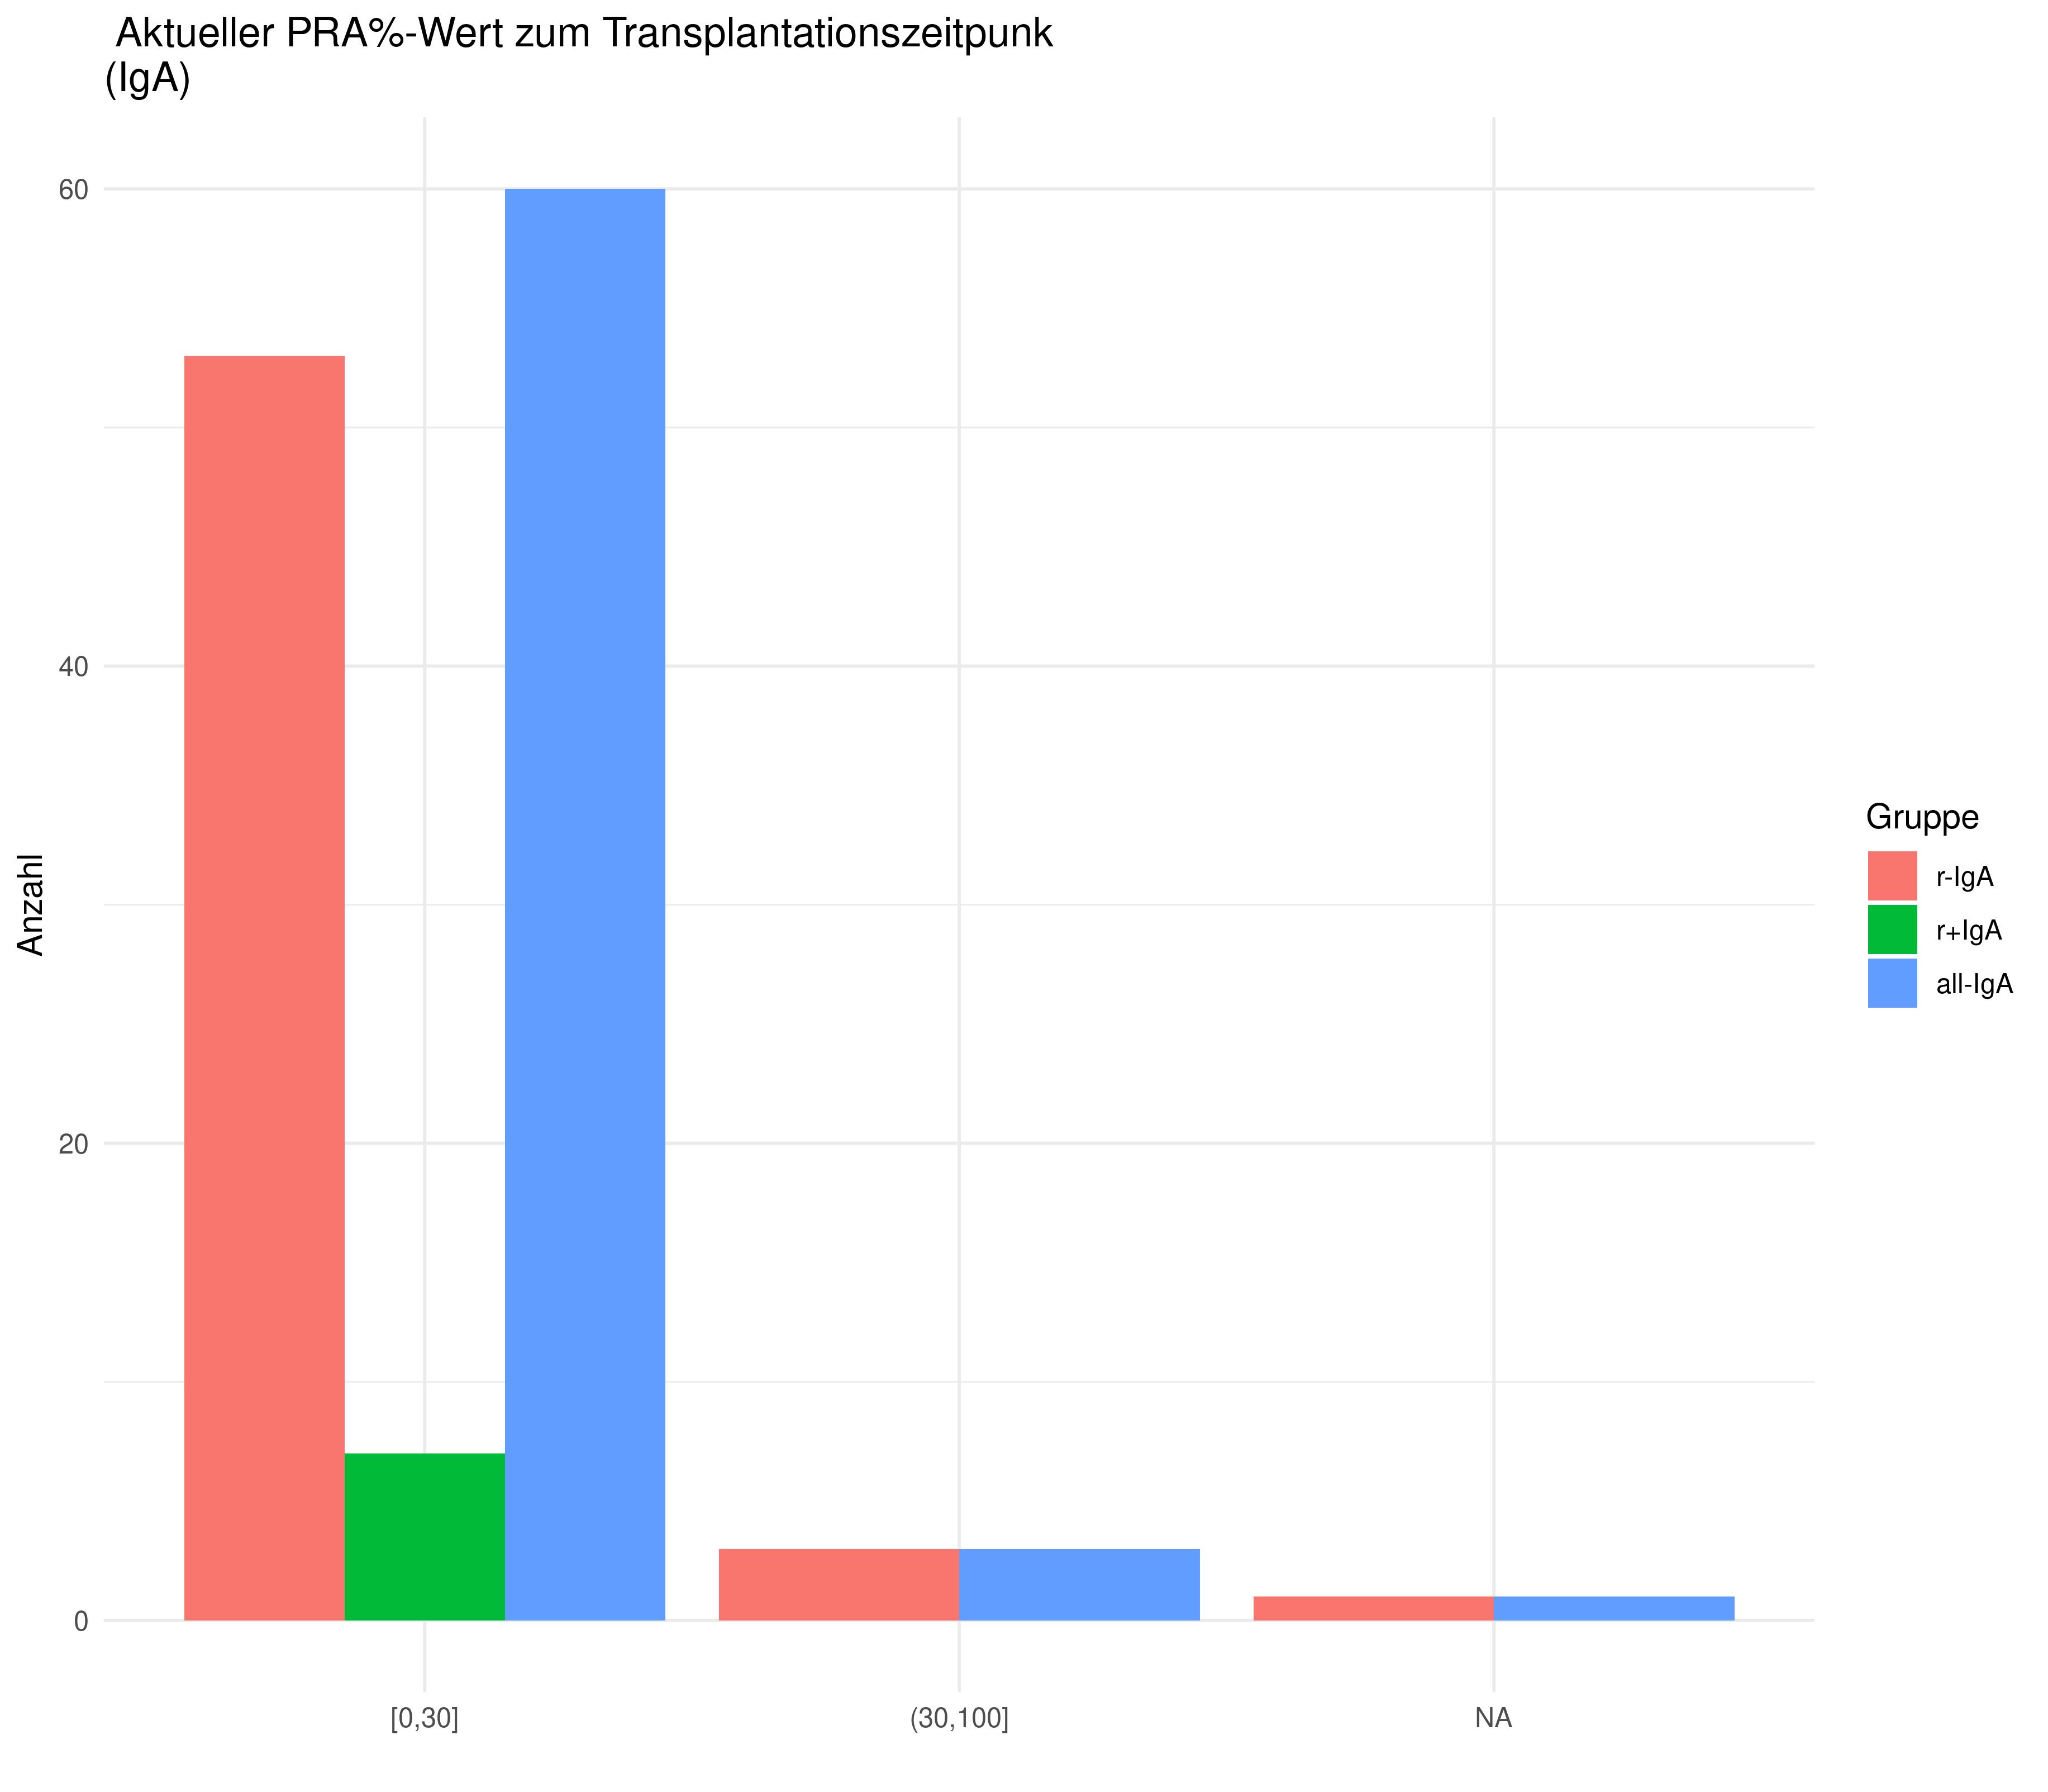 Aktueller PRA%-Wert zum Transplantationszeitpunk
(IgA)
60
40
20
0
Anzahl
[0,30]
(30,100]
NA
Gruppe
r-IgA
r+IgA
all-IgA